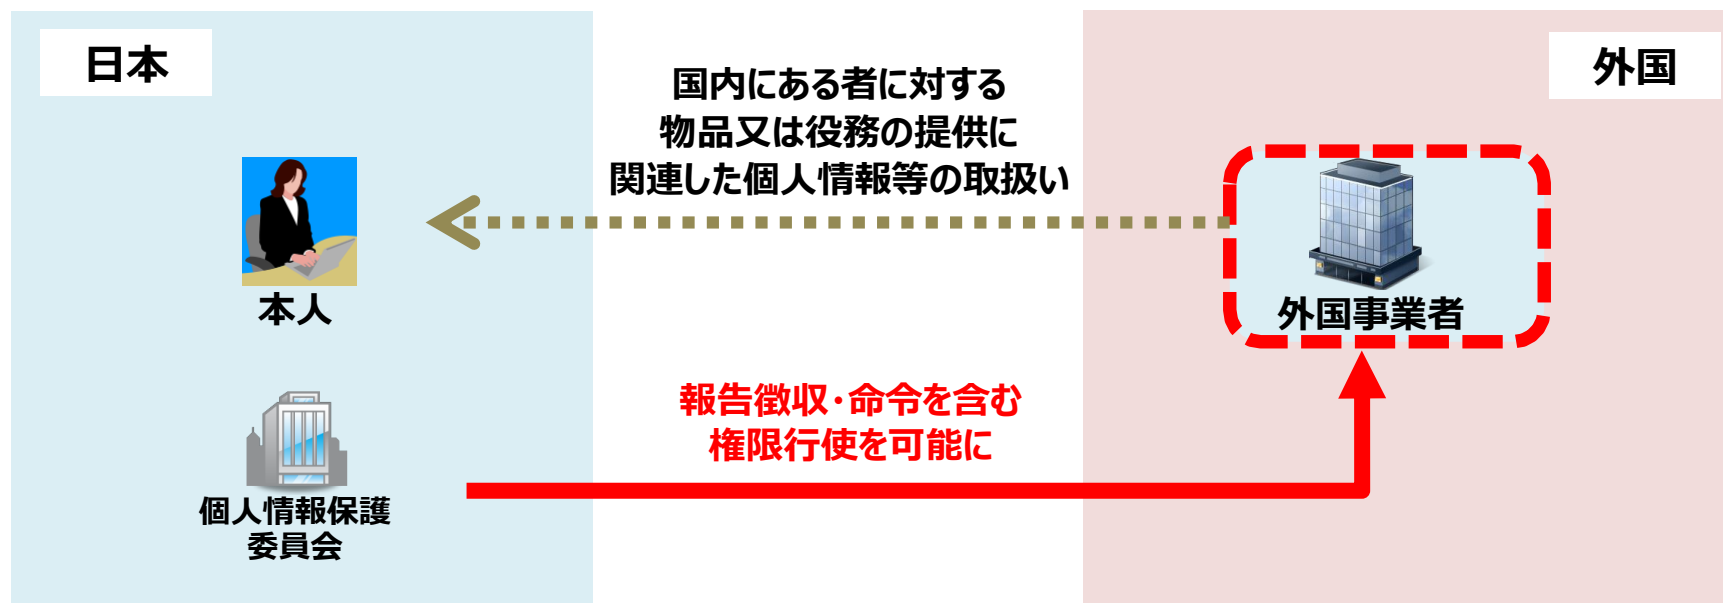 日本
外国
国内にある者に対する
物品又は役務の提供に
関連した個人情報等の取扱い
本人
外国事業者
報告徴収・命令を含む
権限行使を可能に
個人情報保護
委員会